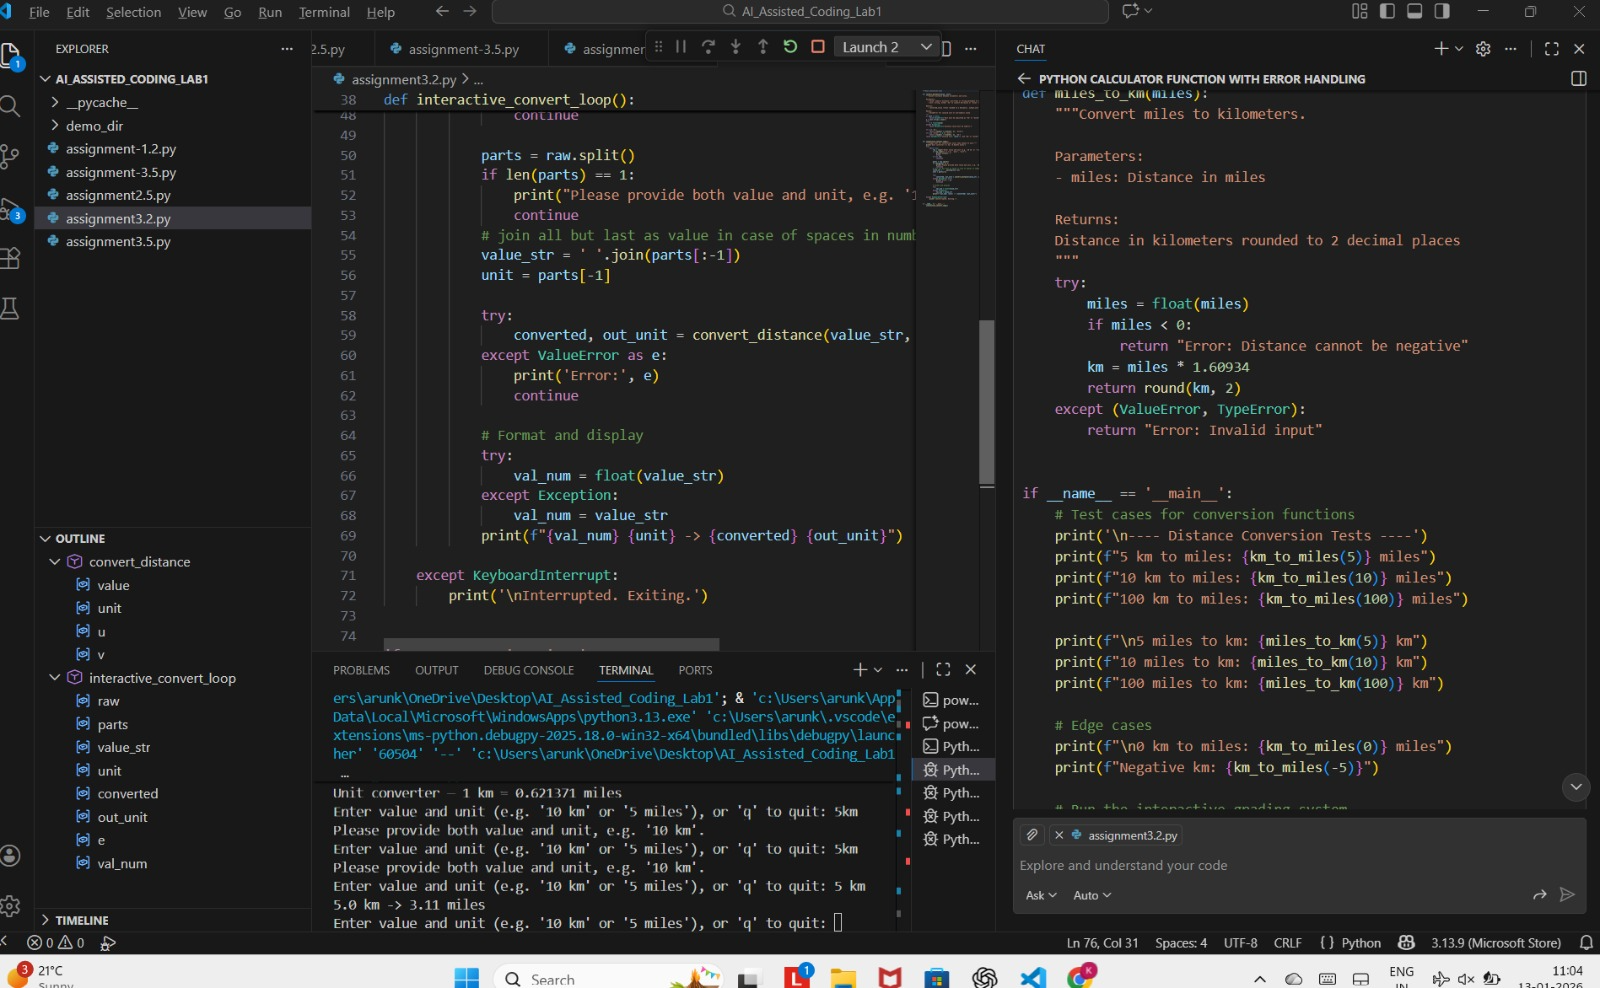 File Edit Selection View Go Run Terminal Help
AI_Assisted_Coding_Lab1
EXPLORER
AI_ASSISTED_CODING_LAB1
__pycache__
demo_dir
assignment-1.2.py
assignment-3.5.py
assignment2.5.py
assignment3.2.py
assignment3.5.py
1
3
OUTLINE
convert_distance
value
unit
u
v
interactive_convert_loop
raw
parts
value_str
unit
converted
out_unit
e
val_num
TIMELINE
2.5.py assignment-3.5.py assignmer Launch 2
assignment3.2.py > ...
38 def interactive_convert_loop():
48 continue
49
50 parts = raw.split()
51 if len(parts) == 1:
52 print("Please provide both value and unit, e.g. '1
53 continue
54 # join all but last as value in case of spaces in numb
55 value_str = ' '.join(parts[:-1])
56 unit = parts[-1]
57
58 try:
59 converted, out_unit = convert_distance(value_str,
60 except ValueError as e:
61 print('Error:', e)
62 continue
63
64 # Format and display
65 try:
66 val_num = float(value_str)
67 except Exception:
68 val_num = value_str
69 print(f"{val_num} {unit} -> {converted} {out_unit}")
70
71 except KeyboardInterrupt:
72 print('\nInterrupted. Exiting.')
73
74
PROBLEMS OUTPUT DEBUG CONSOLE TERMINAL PORTS
ers\arunk\OneDrive\Desktop\AI_Assisted_Coding_Lab1'; & 'c:\Users\arunk\App
Data\Local\Microsoft\WindowsApps\python3.13.exe' 'c:\Users\arunk\.vscode\e
xtensions\ms-python.debugpy-2025.18.0-win32-x64\bundled\libs\debugpy\launc
her' '60504' '--' 'c:\Users\arunk\OneDrive\Desktop\AI_Assisted_Coding_Lab1
...
Unit converter — 1 km = 0.621371 miles
Enter value and unit (e.g. '10 km' or '5 miles'), or 'q' to quit: 5km
Please provide both value and unit, e.g. '10 km'.
Enter value and unit (e.g. '10 km' or '5 miles'), or 'q' to quit: 5km
Please provide both value and unit, e.g. '10 km'.
Enter value and unit (e.g. '10 km' or '5 miles'), or 'q' to quit: 5 km
5.0 km -> 3.11 miles
Enter value and unit (e.g. '10 km' or '5 miles'), or 'q' to quit:
pow...
pow...
Pyth...
Pyth...
Pyth...
Pyth...
Pyth...
CHAT
PYTHON CALCULATOR FUNCTION WITH ERROR HANDLING
def miles_to_km(miles):
"""Convert miles to kilometers.
Parameters:
- miles: Distance in miles
Returns:
Distance in kilometers rounded to 2 decimal places
"""
try:
miles = float(miles)
if miles < 0:
return "Error: Distance cannot be negative"
km = miles * 1.60934
return round(km, 2)
except (ValueError, TypeError):
return "Error: Invalid input"
if __name__ == '__main__':
# Test cases for conversion functions
print('\n---- Distance Conversion Tests ----')
print(f"5 km to miles: {km_to_miles(5)} miles")
print(f"10 km to miles: {km_to_miles(10)} miles")
print(f"100 km to miles: {km_to_miles(100)} miles")
print(f"\n5 miles to km: {miles_to_km(5)} km")
print(f"10 miles to km: {miles_to_km(10)} km")
print(f"100 miles to km: {miles_to_km(100)} km")
# Edge cases
print(f"\n0 km to miles: {km_to_miles(0)} miles")
print(f"Negative km: {km_to_miles(-5)}")
# Run the interactive grading system
assignment3.2.py
Explore and understand your code
Ask Auto
0 0
Ln 76, Col 31 Spaces: 4 UTF-8 CRLF {} Python 3.13.9 (Microsoft Store)
3
21°C
Sunny
Search
L
1
K
ENG
IN
11:04
13-01-2026